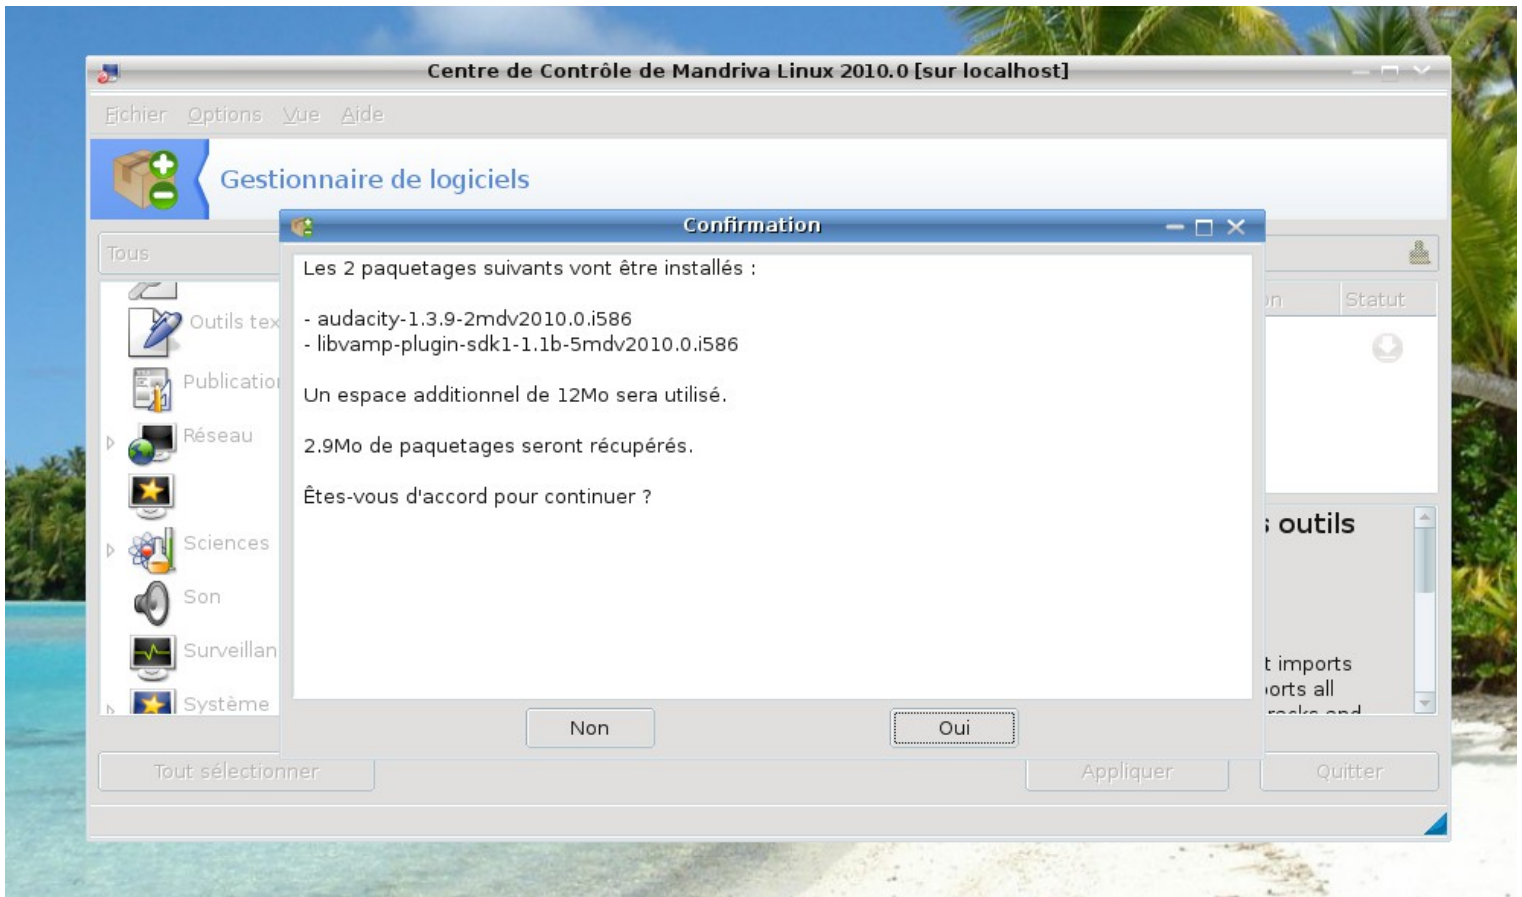 Centre de Contrôle de Mandriva Linux 2010.0 [sur localhost]
Fichier Options Vue Aide
Gestionnaire de logiciels
Confirmation
Tous
Les 2 paquetages suivants vont être installés :
Statut
Outils
- audacity-1.3.9-2mdv2010.0.i586
- libvamp-plugin-sdk1-1.1b-5mdv2010.0.i586
Un espace additionnel de 12Mo sera utilisé.
Réseau
2.9Mo de paquetages seront récupérés.
Êtes-vous d'accord pour continuer ?
outils
Sciences
Son
imports
all
Système
Non Oui
Tout sélectionner Appliquer Quitter